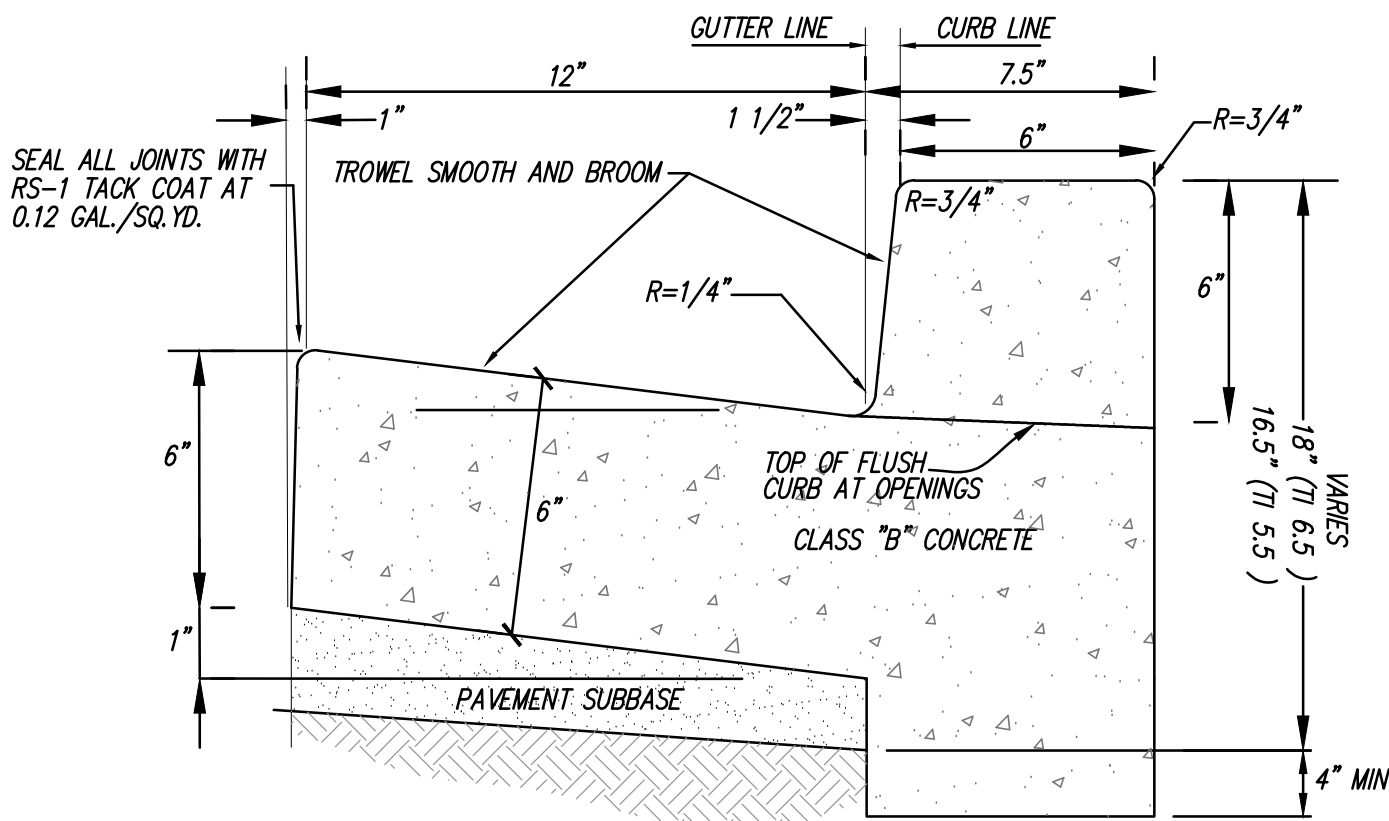 GUTTER LINE
CURB LINE
12”
7.5”
1”
1 1/2”
R=3/4”
6”
SEAL ALL JOINTS WITH
RS-1 TACK COAT AT
0.12 GAL./SQ.YD.
TROWEL SMOOTH AND BROOM
R=3/4”
R=1/4”
6”
6”
6”
TOP OF FLUSH
CURB AT OPENINGS
CLASS ”B” CONCRETE
VARIES
18” (TI 6.5 )
16.5” (TI 5.5 )
1”
PAVEMENT SUBBASE
4” MIN